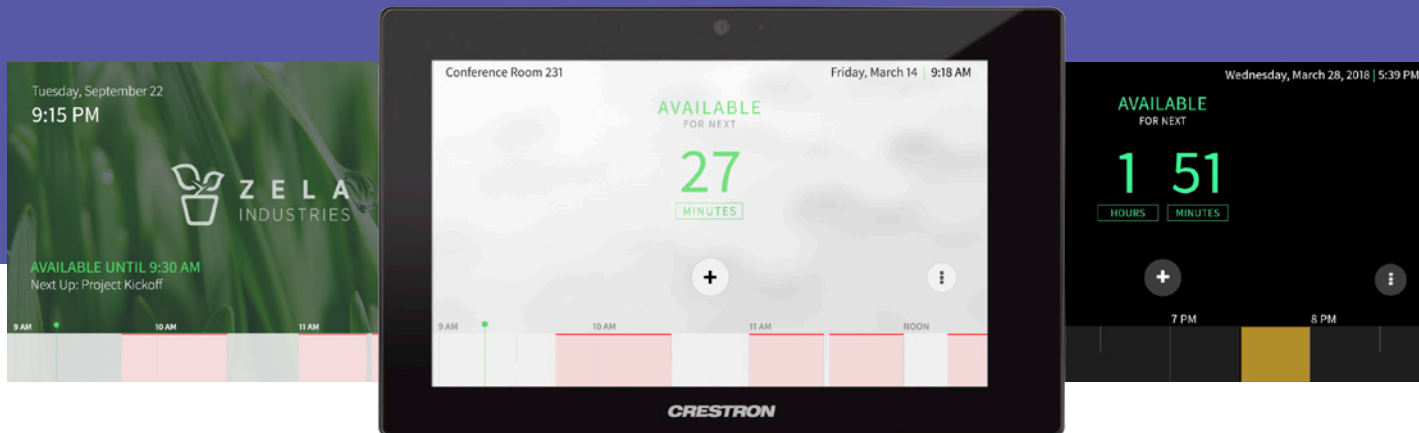 Tuesday, September 22
9:15 PM
ZELA
INDUSTRIES
AVAILABLE UNTIL 9:30 AM
Next Up: Project Kickoff
9 AM
10 AM
11 AM
Conference Room 231
Friday, March 14 | 9:18 AM
AVAILABLE
FOR NEXT
27
MINUTES
+
9 AM
10 AM
11 AM
NOON
CRESTRON
Wednesday, March 28, 2018 | 5:39 PM
AVAILABLE
FOR NEXT
1 51
HOURS MINUTES
+
7 PM
8 PM